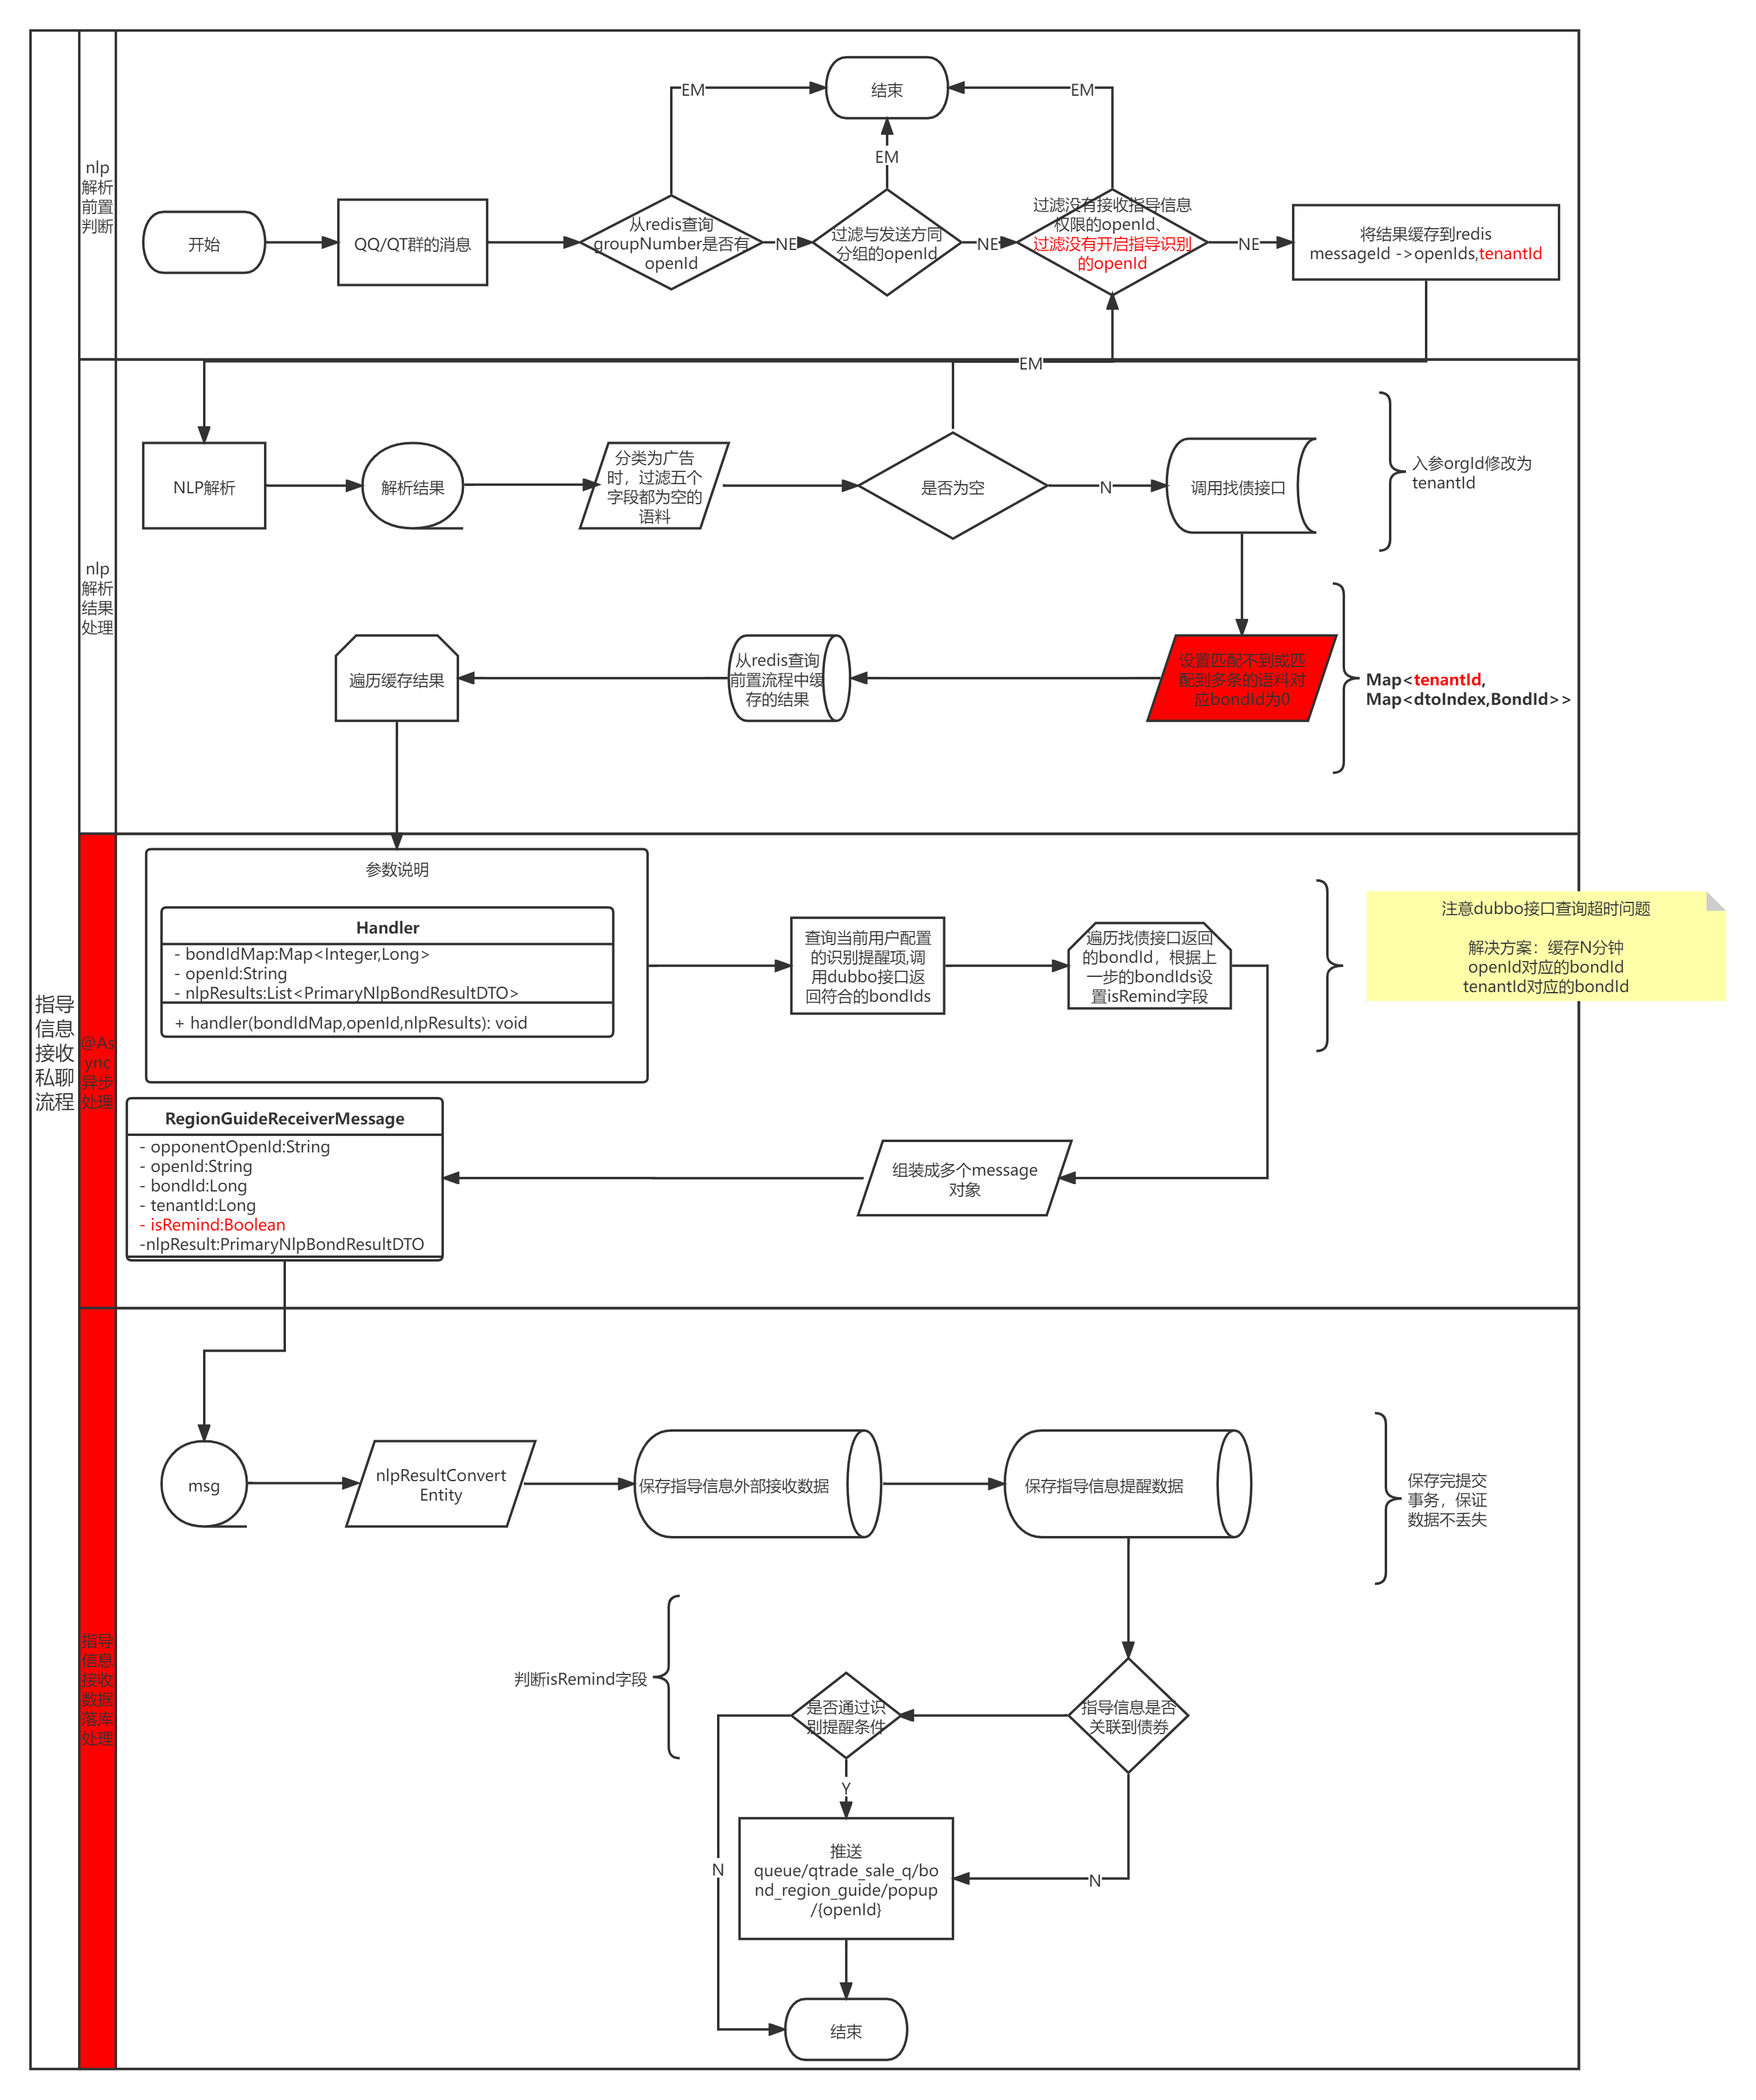 指导
信息
接收
私聊
流程
nlp
解析
前置
判断
结束
EM
EM
EM
开始
QQ/QT群的消息
从redis查询
groupNumber是否有
openId
NE
过滤与发送方同
分组的openId
NE
过滤没有接收指导信息
权限的openId、
过滤没有开启指导识别
的openId
NE
将结果缓存到redis
messageId ->openIds,tenantId
EM
nlp
解析
结果
处理
NLP解析
解析结果
分类为广告
时，过滤五个
字段都为空的
语料
是否为空
N
调用找债接口
入参orgId修改为
tenantId
遍历缓存结果
从redis查询
前置流程中缓
存的结果
设置匹配不到或匹
配到多条的语料对
应bondId为0
Map<tenantId,
Map<dtoIndex,BondId>>
@As
ync
异步
处理
参数说明
Handler
- bondIdMap:Map<Integer,Long>
- openId:String
- nlpResults:List<PrimaryNlpBondResultDTO>
+ handler(bondIdMap,openId,nlpResults): void
查询当前用户配置
的识别提醒项,调
用dubbo接口返
回符合的bondIds
遍历找债接口返回
的bondId，根据上
一步的bondIds设
置isRemind字段
注意dubbo接口查询超时问题
解决方案：缓存N分钟
openId对应的bondId
tenantId对应的bondId
RegionGuideReceiverMessage
- opponentOpenId:String
- openId:String
- bondId:Long
- tenantId:Long
- isRemind:Boolean
-nlpResult:PrimaryNlpBondResultDTO
组装成多个message
对象
指导
信息
接收
数据
落库
处理
msg
nlpResultConvert
Entity
保存指导信息外部接收数据
保存指导信息提醒数据
保存完提交
事务，保证
数据不丢失
判断isRemind字段
是否通过识
别提醒条件
指导信息是否
关联到债券
Y
N
N
推送
queue/qtrade_sale_q/bo
nd_region_guide/popup
/{openId}
结束